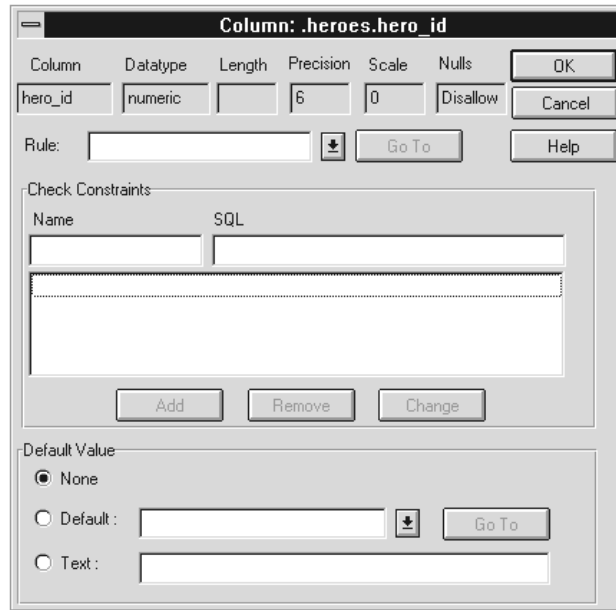 Column: .heroes.hero_id
Column Datatype Length Precision Scale Nulls OK
hero_id numeric 6 0 Disallow Cancel
Rule: Go To Help
Check Constraints
Name SQL
Add Remove Change
Default Value
None
Default : Go To
Text :